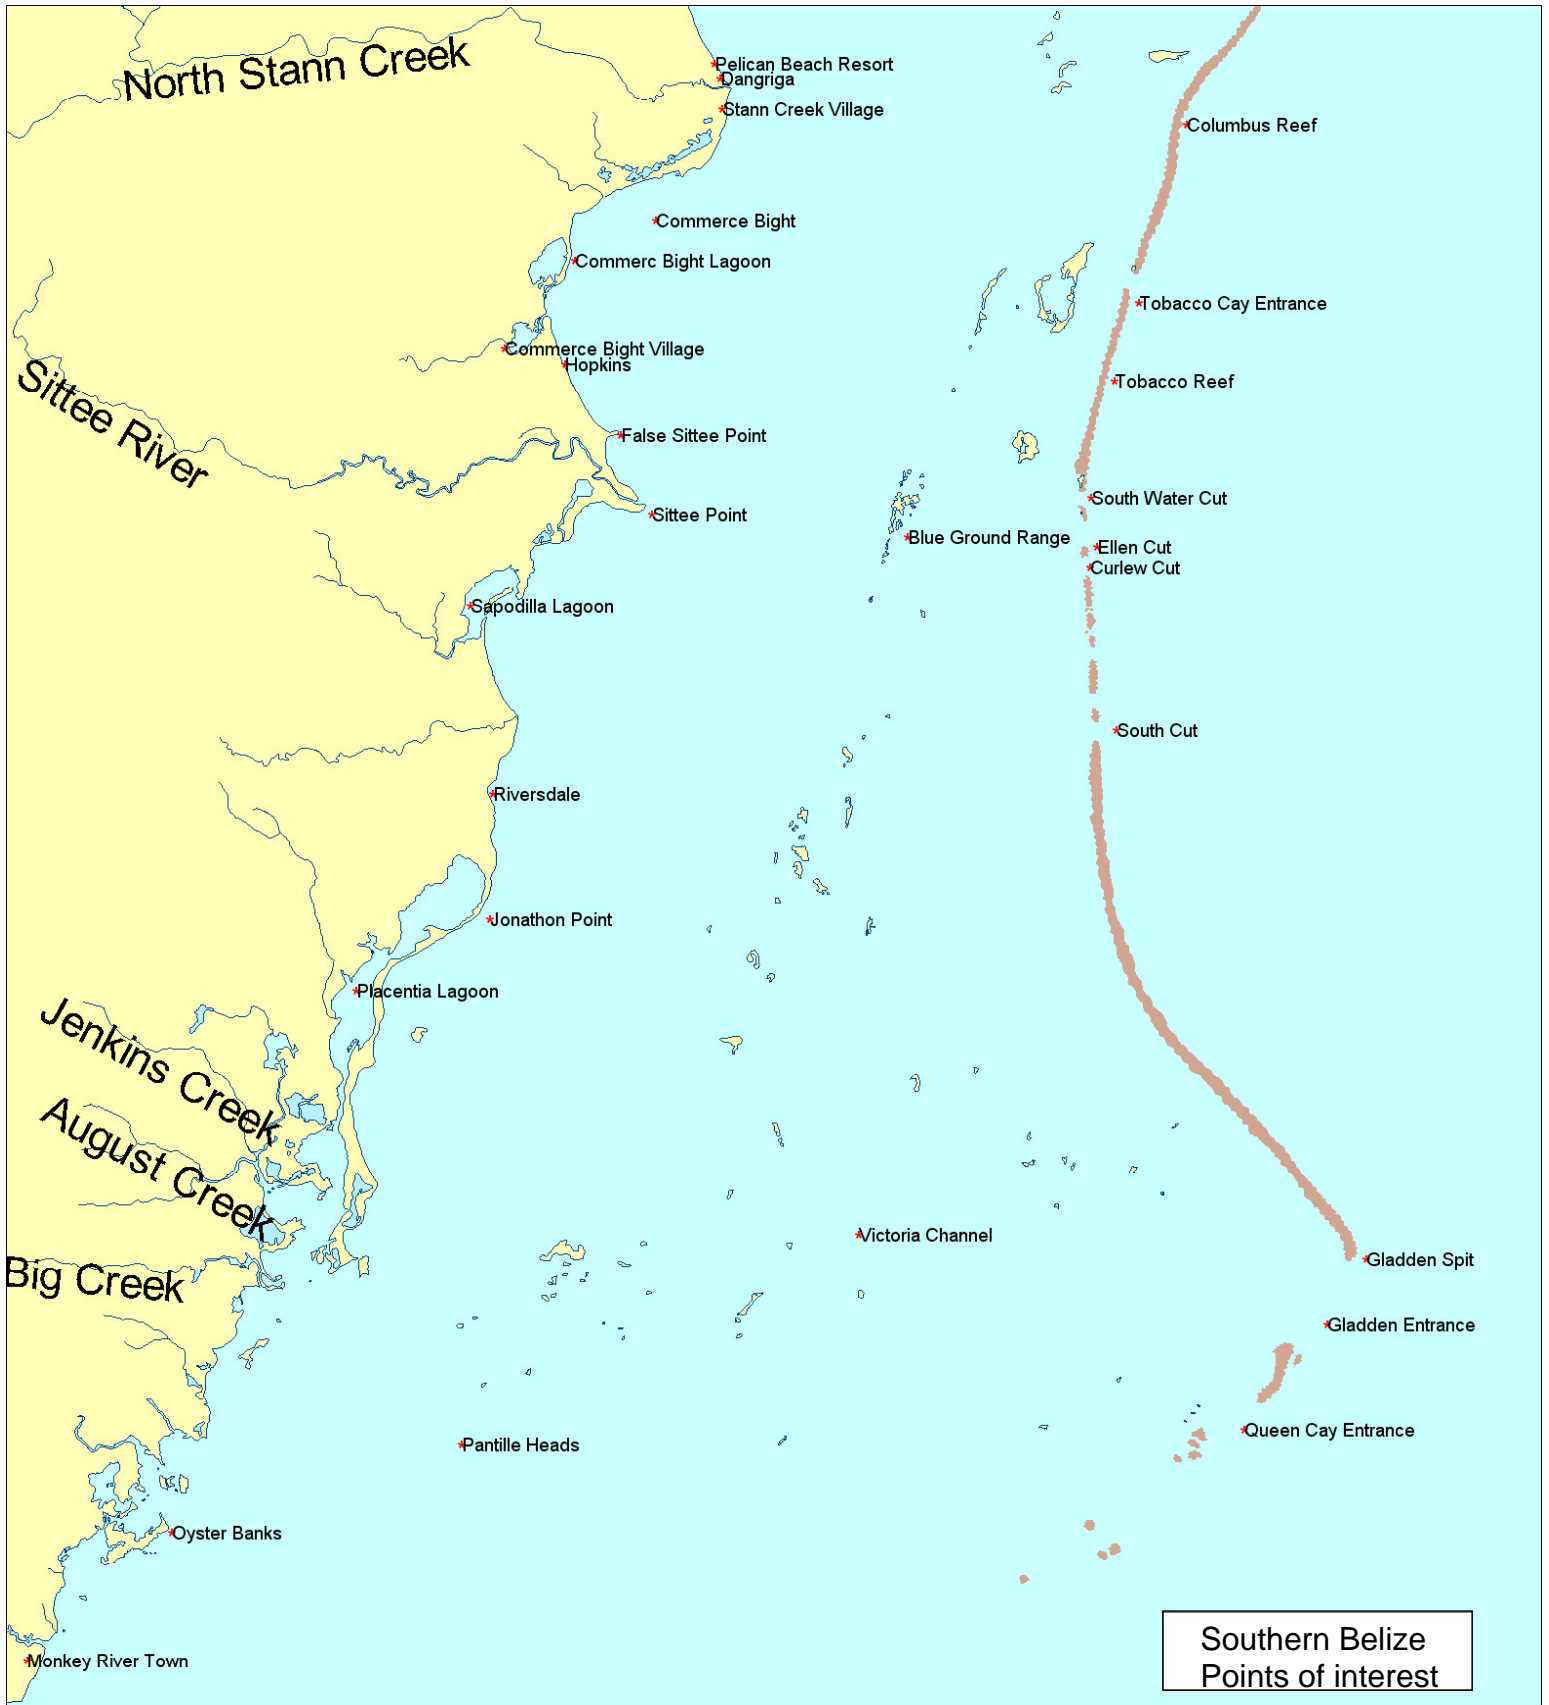 North Stann Creek
Pelican Beach Resort
Dangriga
Stann Creek Village
Columbus Reef
Commerce Bight
Commerc Bight Lagoon
Tobacco Cay Entrance
Commerce Bight Village
Hopkins
Tobacco Reef
Sittee River
False Sittee Point
South Water Cut
Sittee Point
Blue Ground Range
Ellen Cut
Curlew Cut
Sapodilla Lagoon
South Cut
Riversdale
Jonathon Point
Placentia Lagoon
Jenkins Creek
August Creek
Victoria Channel
Gladden Spit
Big Creek
Gladden Entrance
Queen Cay Entrance
Pantille Heads
Oyster Banks
Monkey River Town
Southern Belize
Points of interest